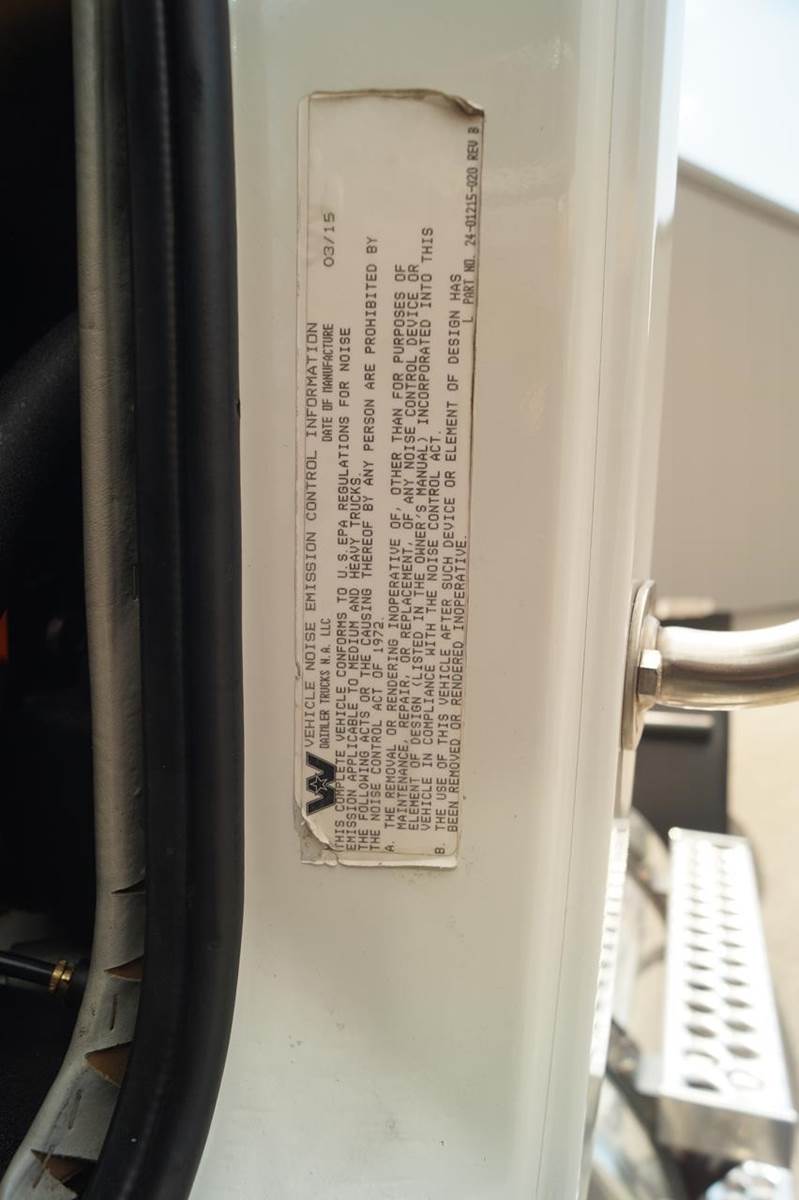 VEHICLE NOISE EMISSION CONTROL INFORMATION
DAIMLER TRUCKS N.A. LLC DATE OF MANUFACTURE 03/15
THIS COMPLETE VEHICLE CONFORMS TO U.S.EPA REGULATIONS FOR NOISE
EMISSION APPLICABLE TO MEDIUM AND HEAVY TRUCKS.
THE FOLLOWING ACTS OR THE CAUSING THEREOF BY ANY PERSON ARE PROHIBITED BY
THE NOISE CONTROL ACT OF 1972.
A. THE REMOVAL OR RENDERING INOPERATIVE OF, OTHER THAN FOR PURPOSES OF
MAINTENANCE, REPAIR, OR REPLACEMENT, OF ANY NOISE CONTROL DEVICE OR
ELEMENT OF DESIGN (LISTED IN THE OWNER'S MANUAL) INCORPORATED INTO THIS
VEHICLE IN COMPLIANCE WITH THE NOISE CONTROL ACT.
B. THE USE OF THIS VEHICLE AFTER SUCH DEVICE OR ELEMENT OF DESIGN HAS
BEEN REMOVED OR RENDERED INOPERATIVE.
L PART NO. 24-01215-020 REV B